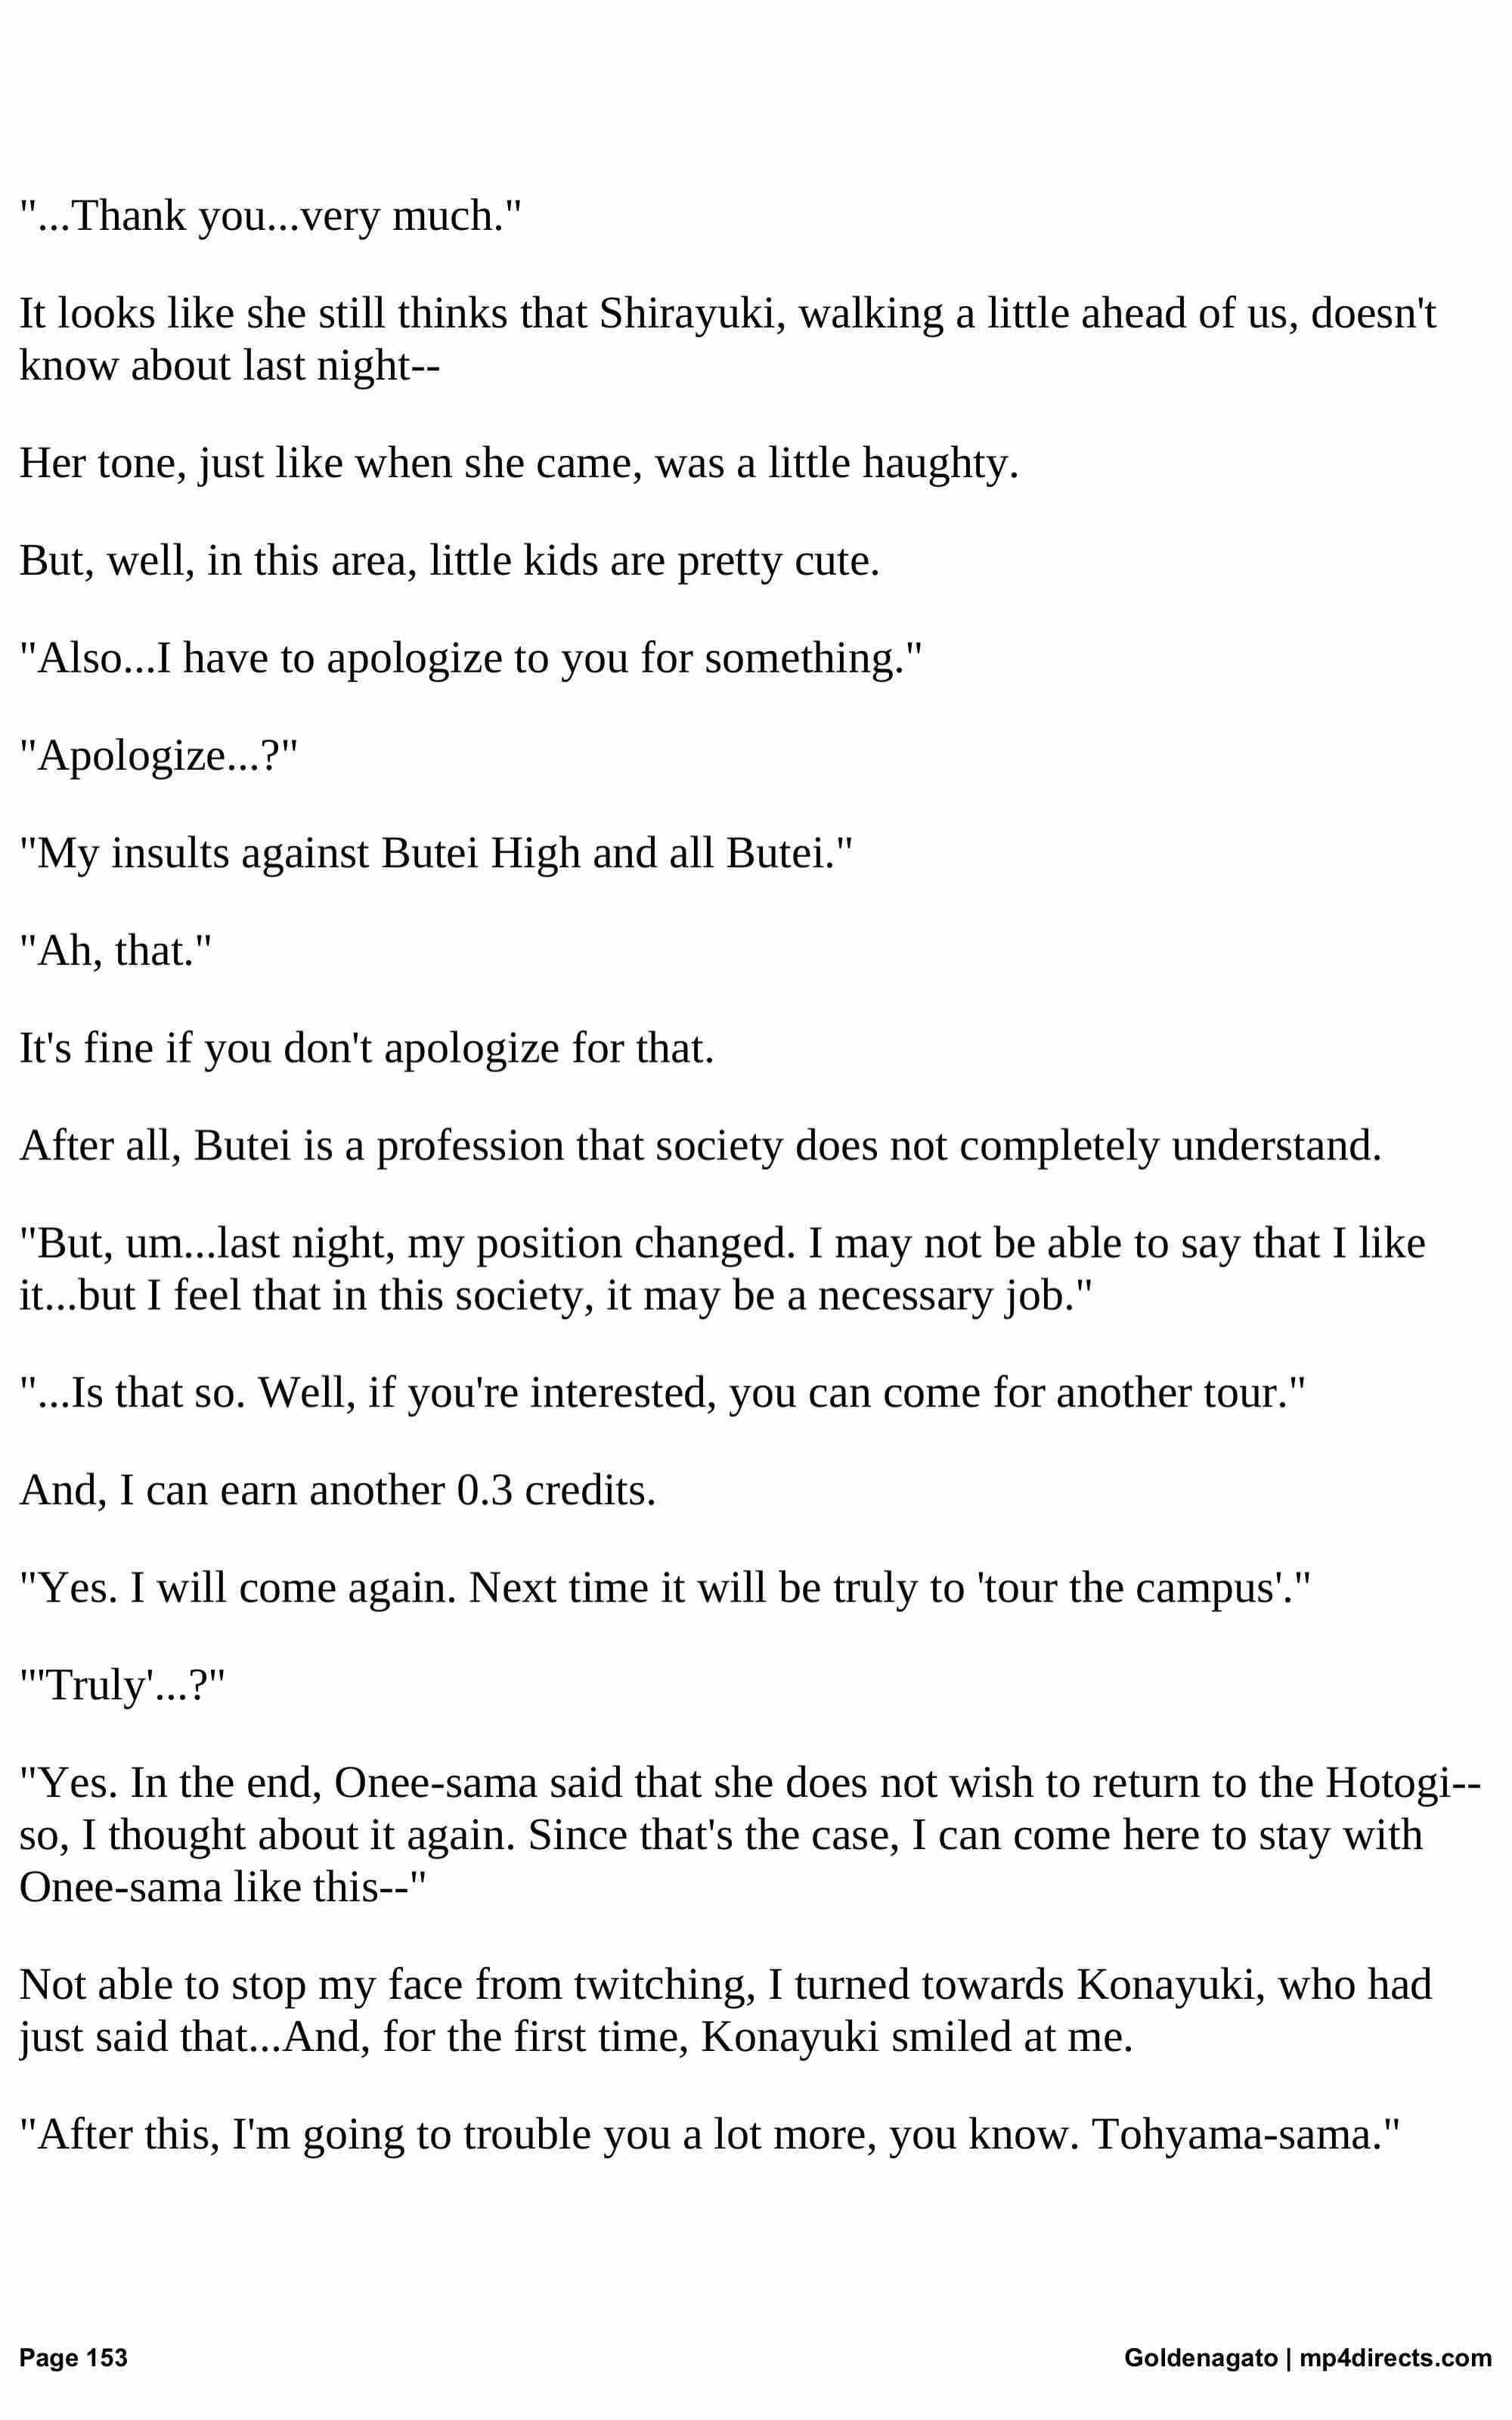 "...Thank you...very much."
It looks like she still thinks that Shirayuki, walking a little ahead of us, doesn't
know about last night--
Her tone, just like when she came, was a little haughty.
But, well, in this area, little kids are pretty cute.
"Also...I have to apologize to you for something."
"Apologize...?"
"My insults against Butei High and all Butei."
"Ah, that."
It's fine if you don't apologize for that.
After all, Butei is a profession that society does not completely understand.
"But, um...last night, my position changed. I may not be able to say that I like
it...but I feel that in this society, it may be a necessary job."
"...Is that so. Well, if you're interested, you can come for another tour."
And, I can earn another 0.3 credits.
"Yes. I will come again. Next time it will be truly to 'tour the campus'."
"'Truly'...?"
"Yes. In the end, Onee-sama said that she does not wish to return to the Hotogi--
so, I thought about it again. Since that's the case, I can come here to stay with
Onee-sama like this--"
Not able to stop my face from twitching, I turned towards Konayuki, who had
just said that...And, for the first time, Konayuki smiled at me.
"After this, I'm going to trouble you a lot more, you know. Tohyama-sama."
Page 153
Goldenagato | mp4directs.com